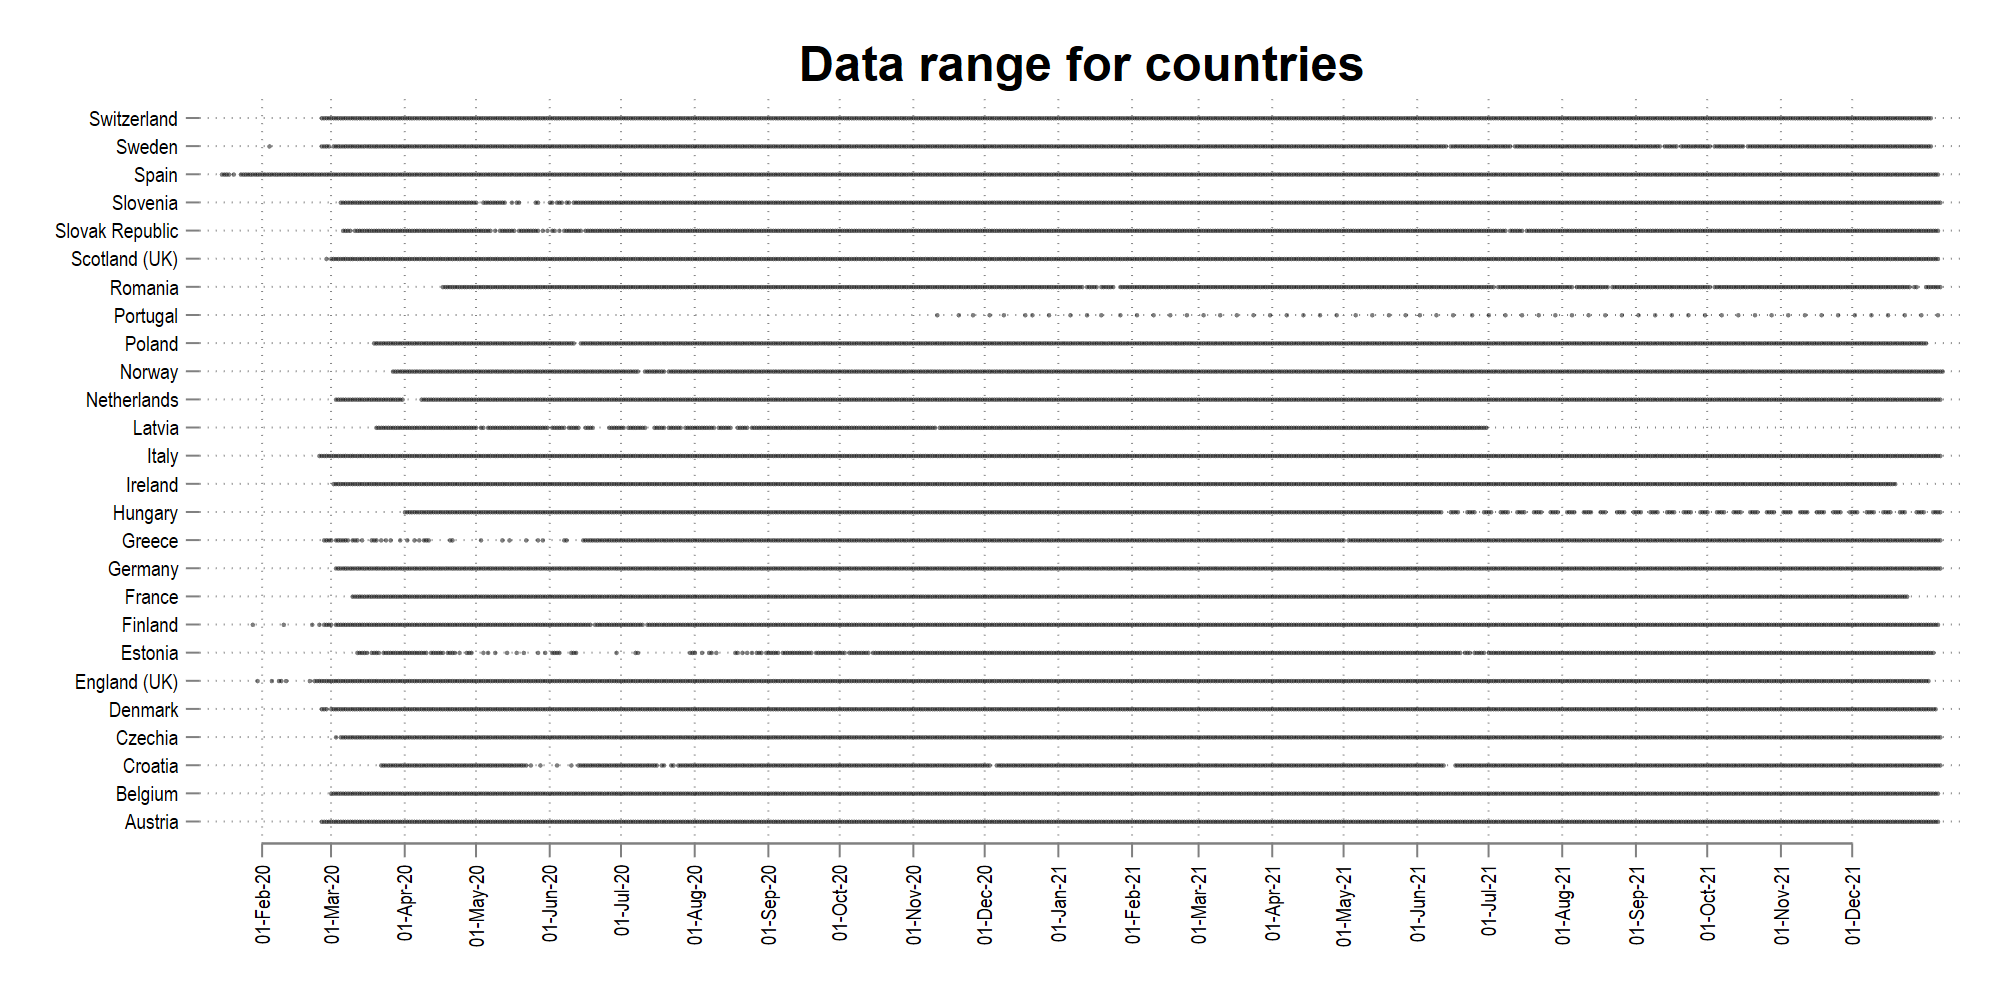 Data range for countries
Switzerland
Sweden
Spain
Slovenia
Slovak Republic
Scotland (UK)
Romania
Portugal
Poland
Norway
Netherlands
Latvia
Italy
Ireland
Hungary
Greece
Germany
France
Finland
Estonia
England (UK)
Denmark
Czechia
Croatia
Belgium
Austria
01-Feb-20
01-Mar-20
01-Apr-20
01-May-20
01-Jun-20
01-Jul-20
01-Aug-20
01-Sep-20
01-Oct-20
01-Nov-20
01-Dec-20
01-Jan-21
01-Feb-21
01-Mar-21
01-Apr-21
01-May-21
01-Jun-21
01-Jul-21
01-Aug-21
01-Sep-21
01-Oct-21
01-Nov-21
01-Dec-21